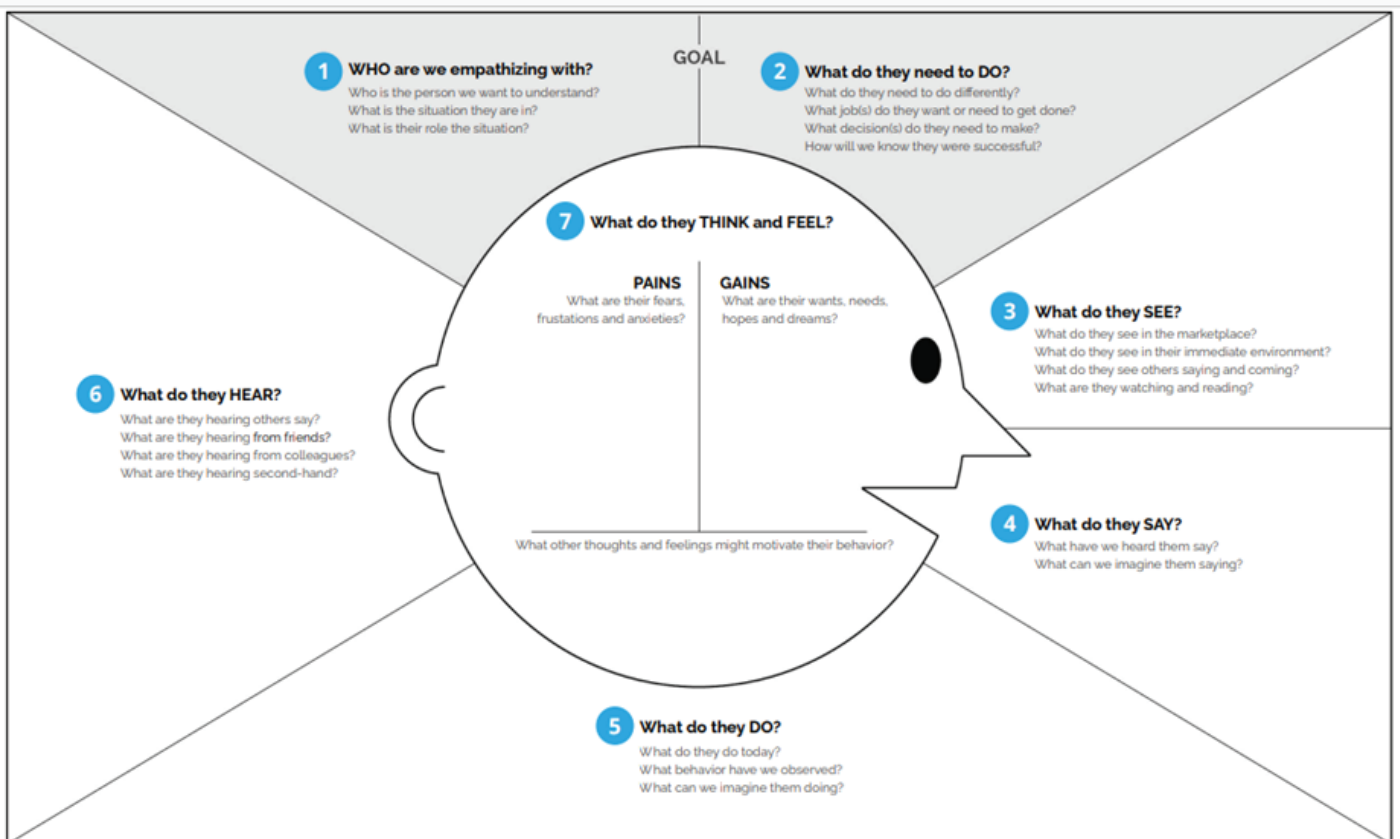 GOAL
1 WHO are we empathizing with?
Who is the person we want to understand?
What is the situation they are in?
What is their role the situation?
2 What do they need to DO?
What do they need to do differently?
What job(s) do they want or need to get done?
What decision(s) do they need to make?
How will we know they were successful?
3 What do they SEE?
What do they see in the marketplace?
What do they see in their immediate environment?
What do they see others saying and coming?
What are they watching and reading?
4 What do they SAY?
What have we heard them say?
What can we imagine them saying?
5 What do they DO?
What do they do today?
What behavior have we observed?
What can we imagine them doing?
6 What do they HEAR?
What are they hearing others say?
What are they hearing from friends?
What are they hearing from colleagues?
What are they hearing second-hand?
7 What do they THINK and FEEL?
PAINS
What are their fears,
frustations and anxieties?
GAINS
What are their wants, needs,
hopes and dreams?
What other thoughts and feelings might motivate their behavior?